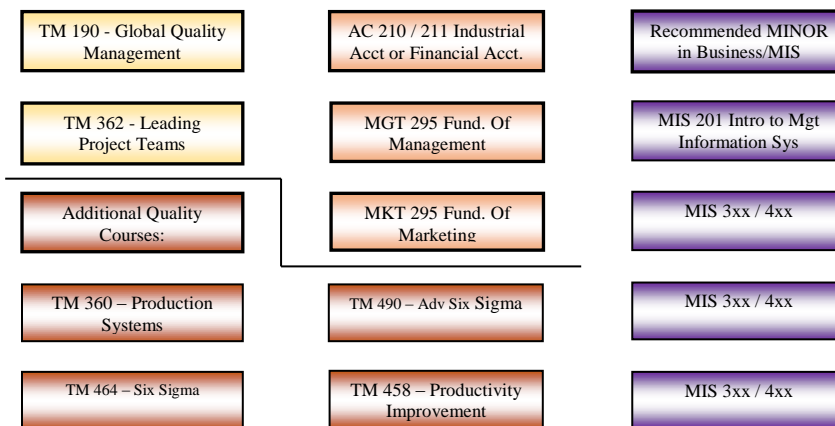 TM 190 - Global Quality
Management
AC 210 / 211 Industrial
Acct or Financial Acct.
Recommended MINOR
in Business/MIS
TM 362 - Leading
Project Teams
MGT 295 Fund. Of
Management
MIS 201 Intro to Mgt
Information Sys
Additional Quality
Courses:
MKT 295 Fund. Of
Marketing
MIS 3xx / 4xx
TM 360 – Production
Systems
TM 490 – Adv Six Sigma
MIS 3xx / 4xx
TM 464 – Six Sigma
TM 458 – Productivity
Improvement
MIS 3xx / 4xx